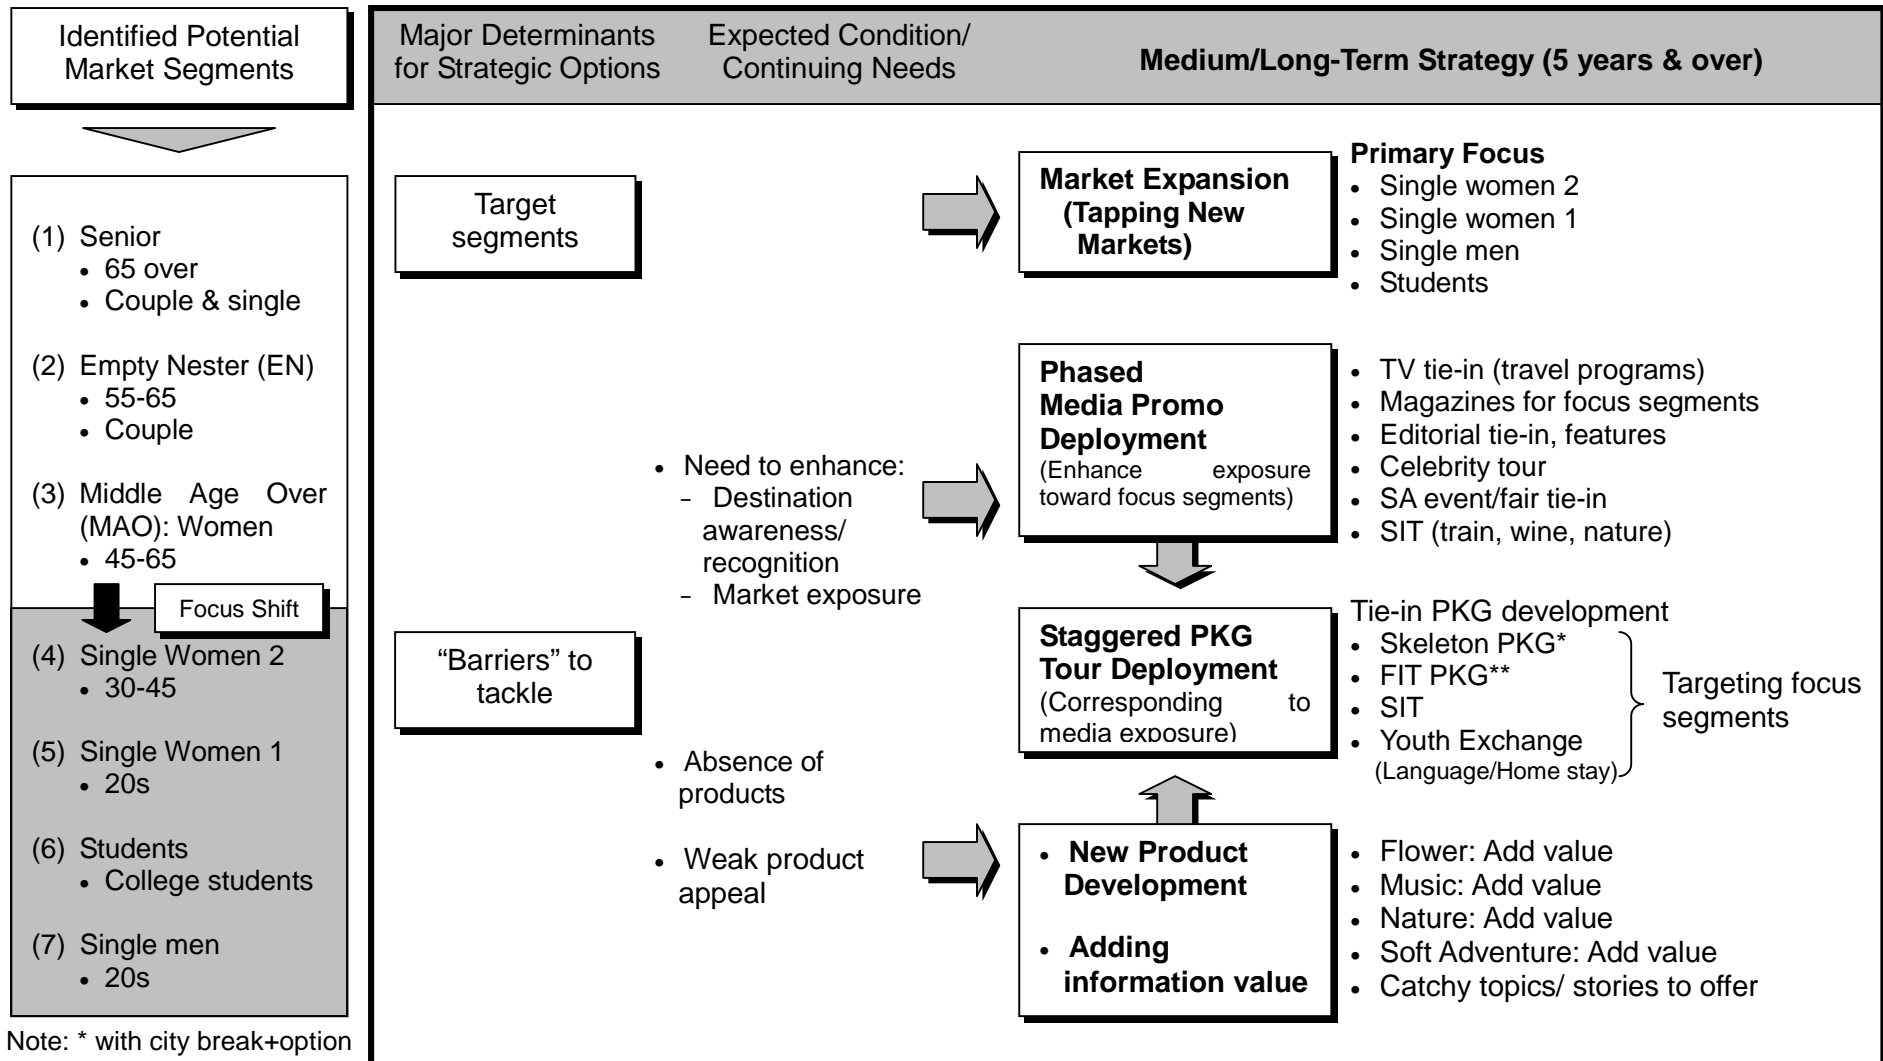 Identified Potential
Market Segments
(1) Senior
• 65 over
• Couple & single
(2) Empty Nester (EN)
• 55-65
• Couple
(3) Middle Age Over
(MAO): Women
• 45-65
Focus Shift
(4) Single Women 2
• 30-45
(5) Single Women 1
• 20s
(6) Students
• College students
(7) Single men
• 20s
Note: * with city break+option
Major Determinants
for Strategic Options
Expected Condition/
Continuing Needs
Medium/Long-Term Strategy (5 years & over)
Target
segments
Market Expansion
(Tapping New
Markets)
Primary Focus
• Single women 2
• Single women 1
• Single men
• Students
"Barriers" to
tackle
• Need to enhance:
- Destination
awareness/
recognition
- Market exposure
Phased
Media Promo
Deployment
(Enhance exposure
toward focus segments)
• TV tie-in (travel programs)
• Magazines for focus segments
• Editorial tie-in, features
• Celebrity tour
• SA event/fair tie-in
• SIT (train, wine, nature)
Staggered PKG
Tour Deployment
(Corresponding to
media exposure)
Tie-in PKG development
• Skeleton PKG*
• FIT PKG**
• SIT
• Youth Exchange
(Language/Home stay)
Targeting focus
segments
• Absence of
products
• Weak product
appeal
• New Product
Development
• Adding
information value
• Flower: Add value
• Music: Add value
• Nature: Add value
• Soft Adventure: Add value
• Catchy topics/ stories to offer